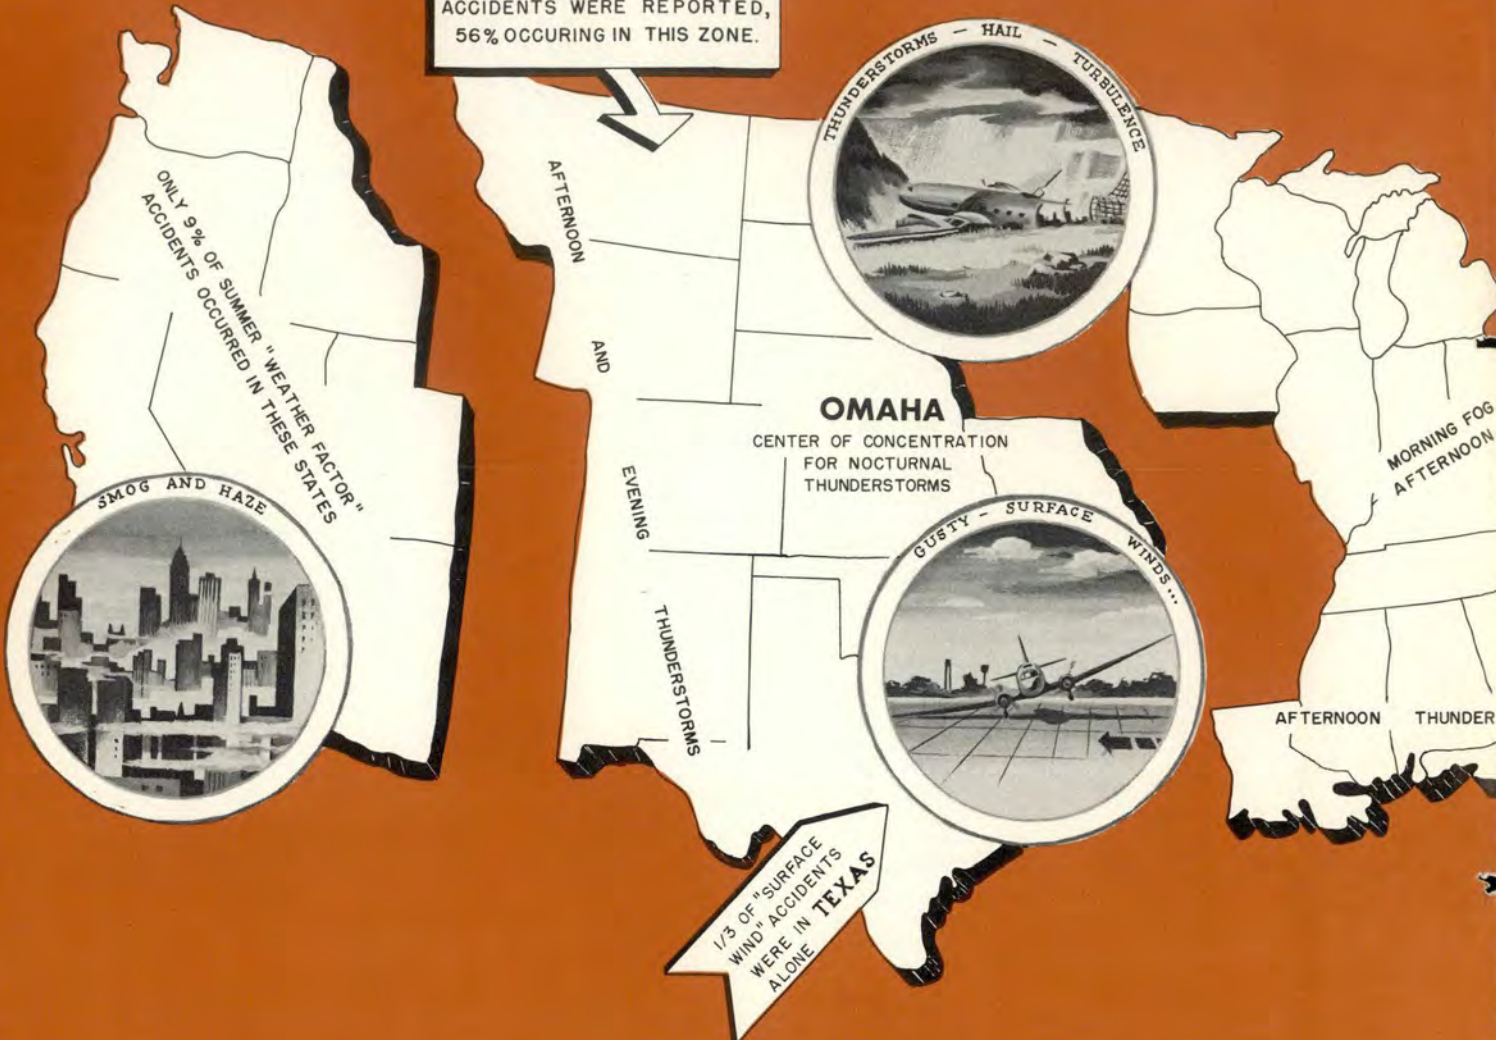 ACCIDENTS WERE REPORTED,
56% OCCURING IN THIS ZONE.
THUNDERSTORMS — HAIL — TURBULENCE
ONLY 9% OF SUMMER "WEATHER FACTOR"
ACCIDENTS OCCURRED IN THESE STATES
AFTERNOON
AND
EVENING
THUNDERSTORMS
OMAHA
CENTER OF CONCENTRATION
FOR NOCTURNAL
THUNDERSTORMS
MORNING FOG
AFTERNOON
SMOG AND HAZE
GUSTY - SURFACE WINDS...
AFTERNOON THUNDER
1/3 OF "SURFACE
WIND" ACCIDENTS
WERE IN TEXAS
ALONE